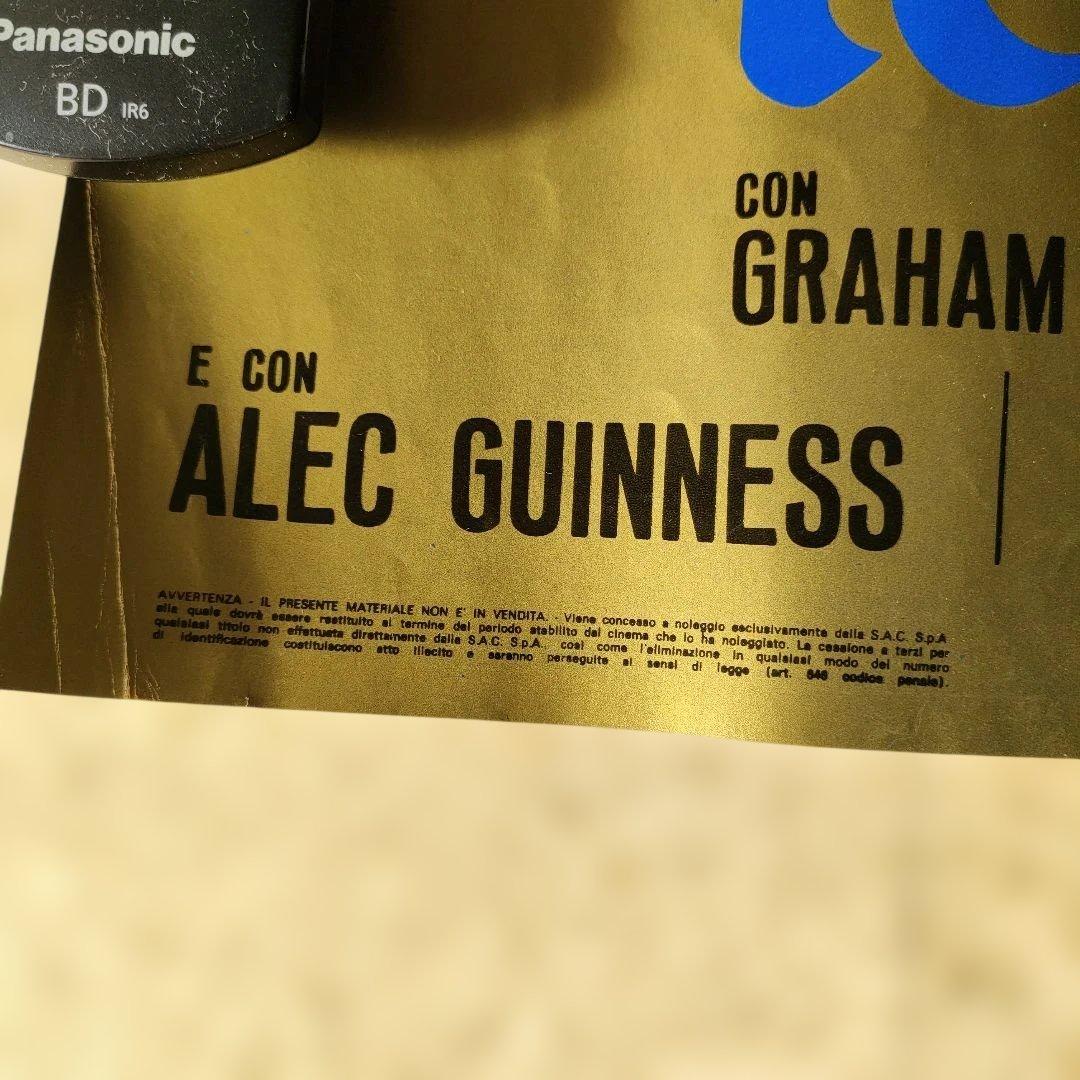 Panasonic
BD IR6
CON
GRAHAM
E CON
ALEC GUINNESS
AVVERTENZA - IL PRESENTE MATERIALE NON E' IN VENDITA. - Viene concesso a noleggio esclusivamente dalla S.A.C. S.p.A
alla quale dovrà essere restituito al termine del periodo stabilito dal cinema che lo ha noleggiato. La cessione a terzi per
qualsiasi titolo non effettuata direttamente dalla S.A.C. S.p.A., così come l'eliminazione in qualsiasi modo del numero
di identificazione costituiscono atto illecito e saranno perseguite ai sensi di legge (art. 646 codice penale).